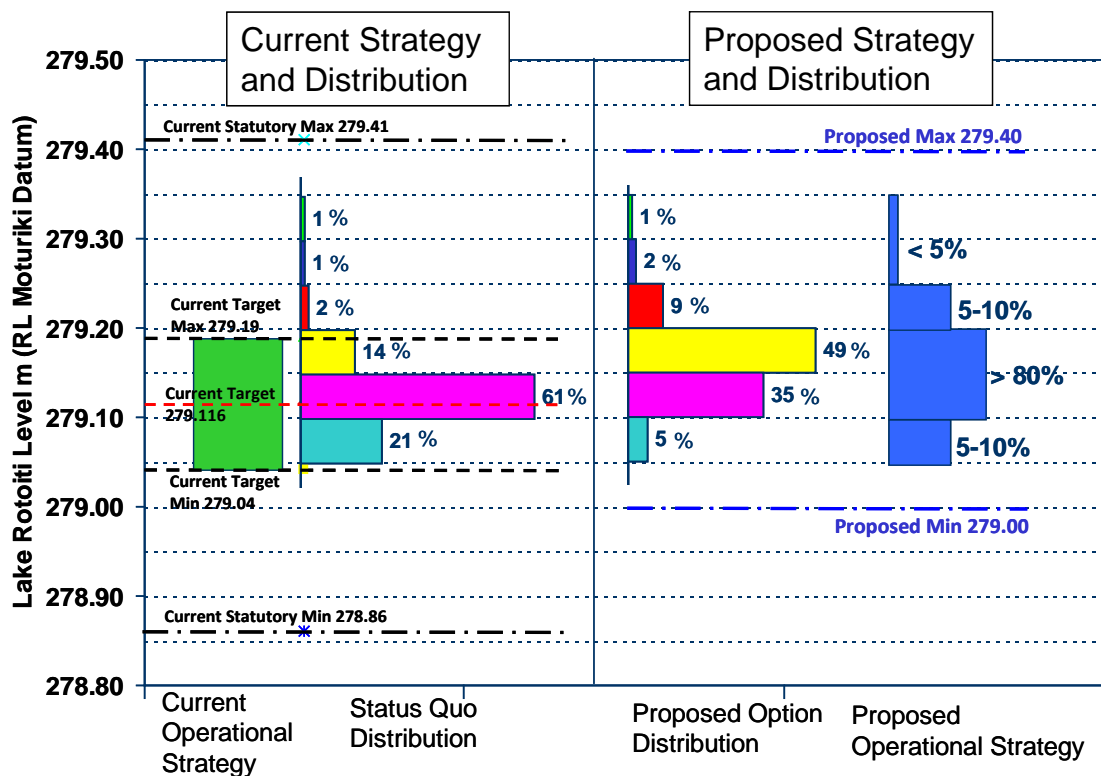 Current Strategy
and Distribution
Proposed Strategy
and Distribution
Lake Rotoiti Level m (RL Moturiki Datum)
279.50
279.40
279.30
279.20
279.10
279.00
278.90
278.80
Current Statutory Max 279.41
Current Target
Max 279.19
Current Target
279.116
Current Target
Min 279.04
Current Statutory Min 278.86
1 %
1 %
2 %
14 %
61 %
21 %
Proposed Max 279.40
1 %
2 %
9 %
49 %
35 %
5 %
< 5%
5-10%
> 80%
5-10%
Proposed Min 279.00
Current
Operational
Strategy
Status Quo
Distribution
Proposed Option
Distribution
Proposed
Operational Strategy